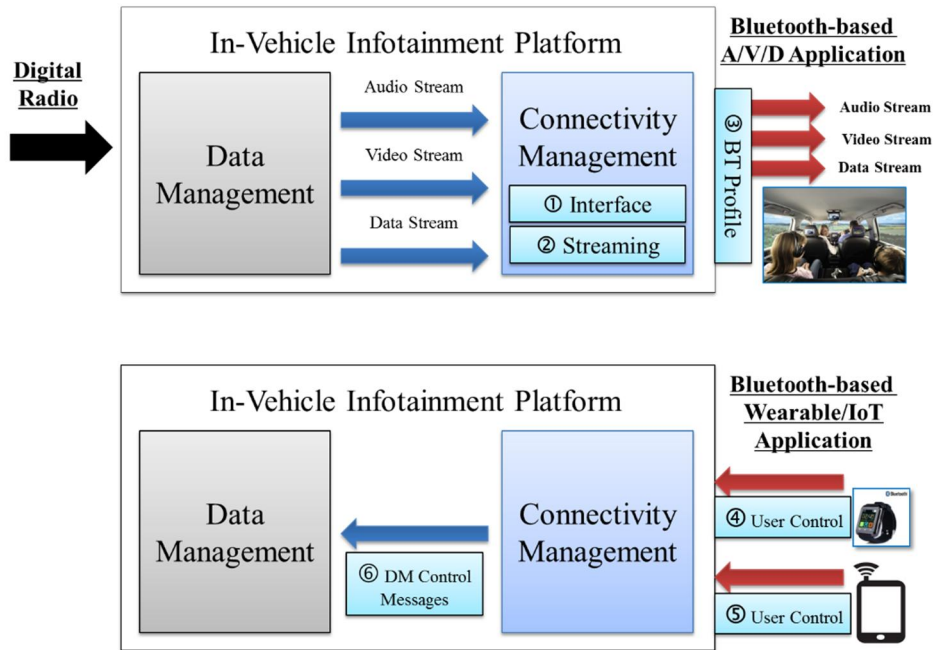 In-Vehicle Infotainment Platform
Digital
Radio
Data
Management
Audio Stream
Video Stream
Data Stream
Connectivity
Management
① Interface
② Streaming
③ BT Profile
Bluetooth-based
A/V/D Application
Audio Stream
Video Stream
Data Stream
In-Vehicle Infotainment Platform
Data
Management
⑥ DM Control
Messages
Connectivity
Management
Bluetooth-based
Wearable/IoT
Application
④ User Control
Bluetooth
⑤ User Control